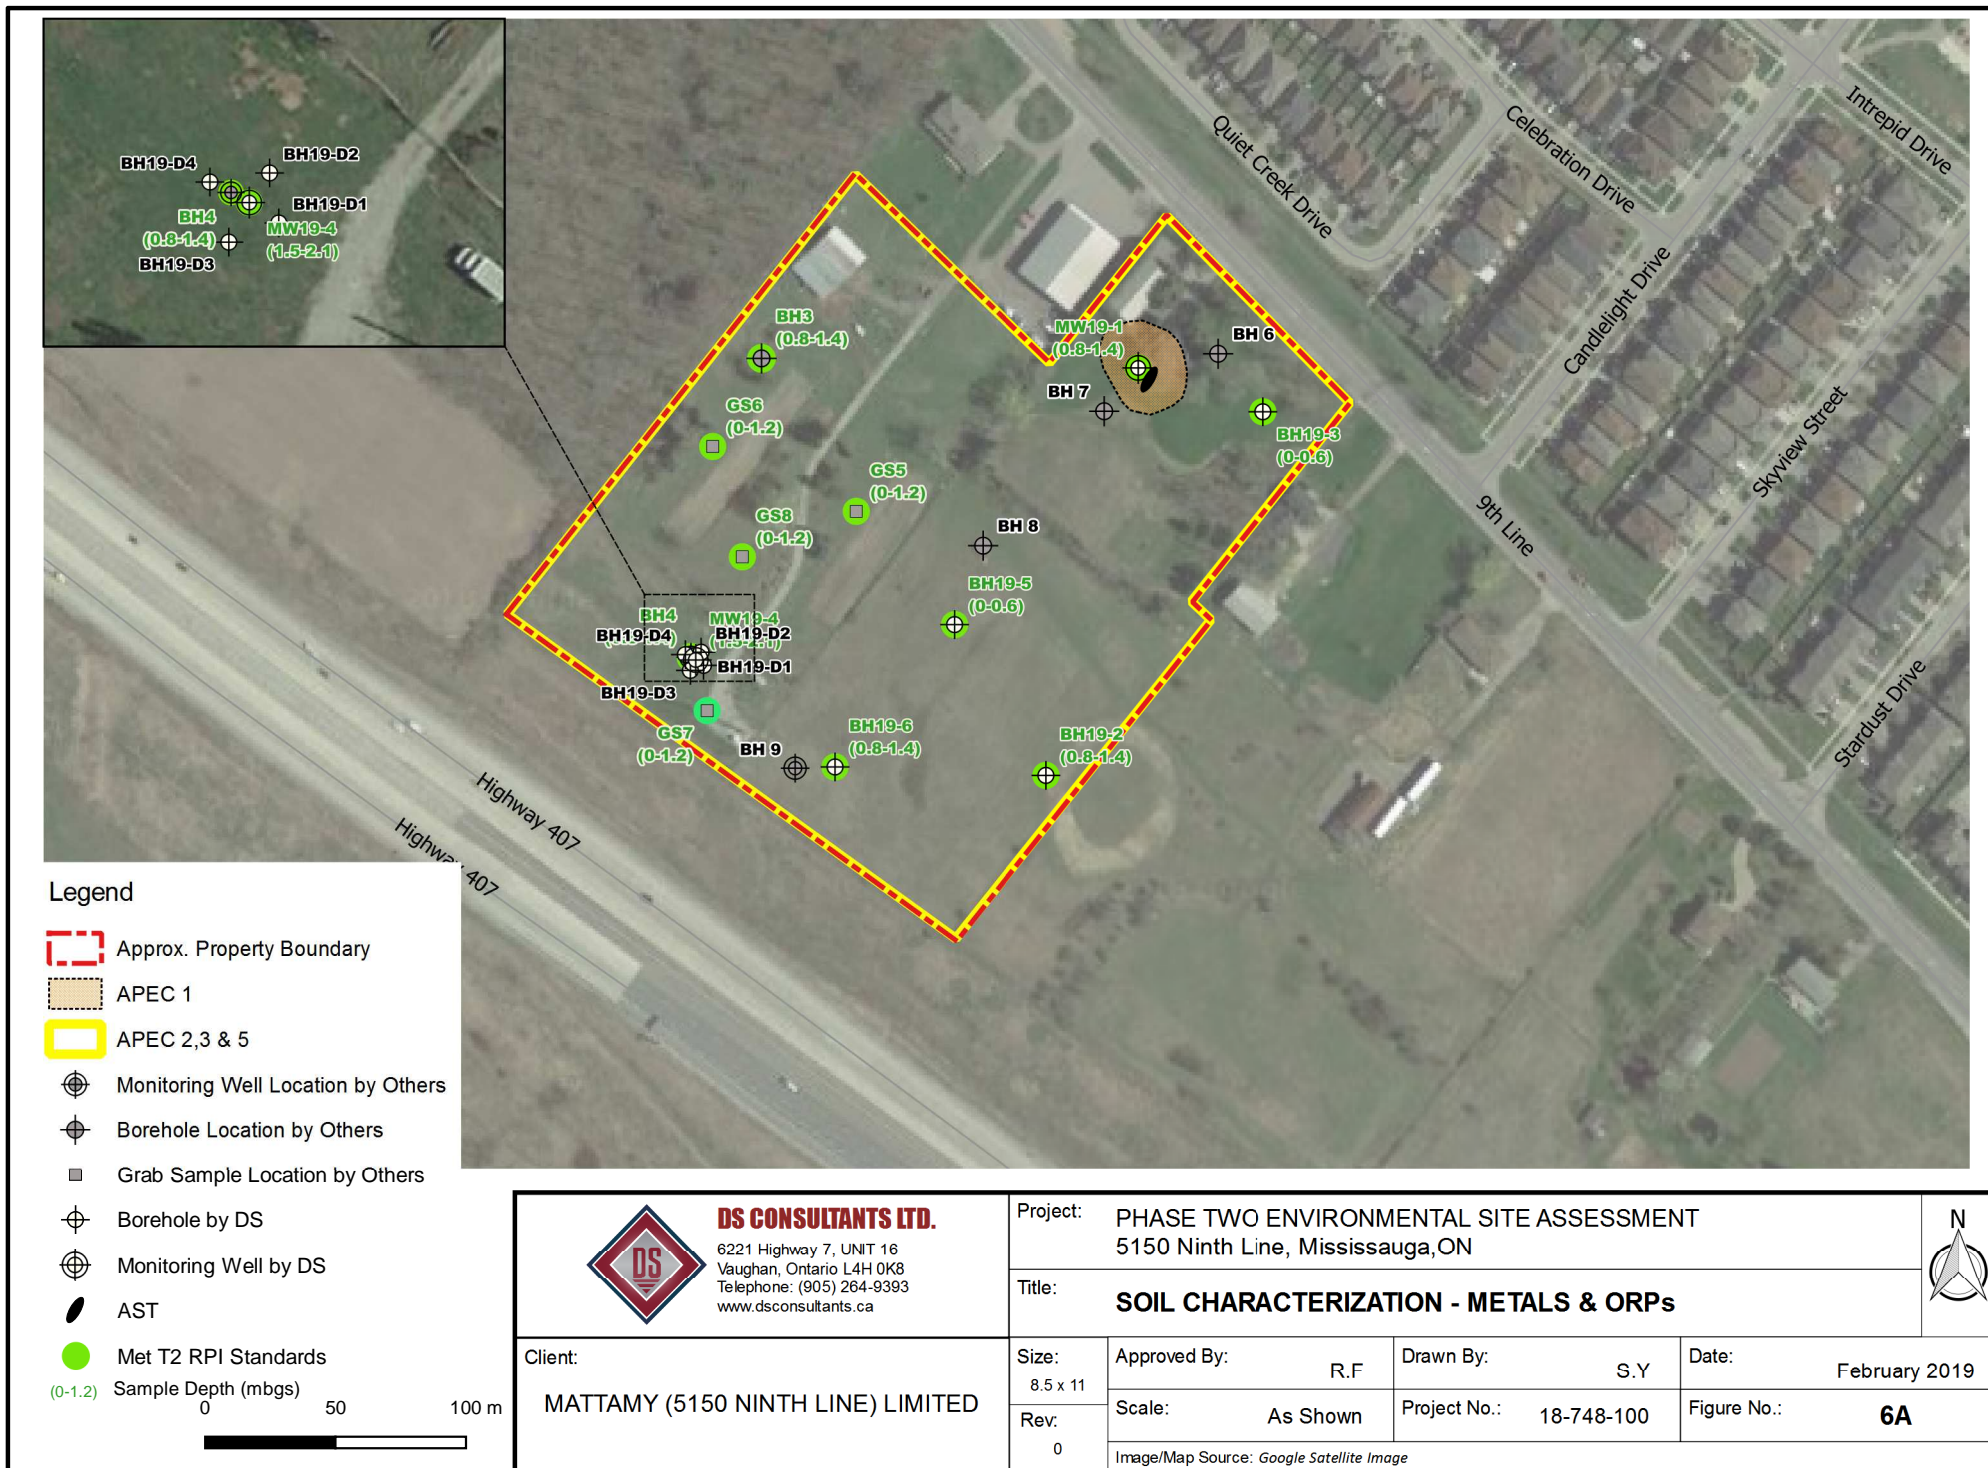 BH19-D4
BH19-D2
BH19-D1
BH4
(0.8-1.4)
MW19-4
(1.5-2.1)
BH19-D3
Quiet Creek Drive
Celebration Drive
Intrepid Drive
Candlelight Drive
Skyview Street
9th Line
Stardust Drive
BH3
(0.8-1.4)
MW19-1
(0.8-1.4)
BH 6
BH 7
GS6
(0-1.2)
BH19-3
(0-0.6)
GS5
(0-1.2)
GS8
(0-1.2)
BH 8
BH19-5
(0-0.6)
BH4
MW19-4
BH19-D4
BH19-D2
(1.5-2.1)
BH19-D1
BH19-D3
GS7
(0-1.2)
BH 9
BH19-6
(0.8-1.4)
BH19-2
(0.8-1.4)
Highway 407
Highway 407
Legend
Approx. Property Boundary
APEC 1
APEC 2,3 & 5
Monitoring Well Location by Others
Borehole Location by Others
Grab Sample Location by Others
Borehole by DS
Monitoring Well by DS
AST
Met T2 RPI Standards
(0-1.2) Sample Depth (mbgs)
0 50 100 m
DS
DS CONSULTANTS LTD.
6221 Highway 7, UNIT 16
Vaughan, Ontario L4H 0K8
Telephone: (905) 264-9393
www.dsconsultants.ca
Client:
MATTAMY (5150 NINTH LINE) LIMITED
Project: PHASE TWO ENVIRONMENTAL SITE ASSESSMENT
5150 Ninth Line, Mississauga,ON
Title:
SOIL CHARACTERIZATION - METALS & ORPs
N
Size:
8.5 x 11
Approved By: R.F
Drawn By: S.Y
Date: February 2019
Rev:
0
Scale: As Shown
Project No.: 18-748-100
Figure No.: 6A
Image/Map Source: Google Satellite Image